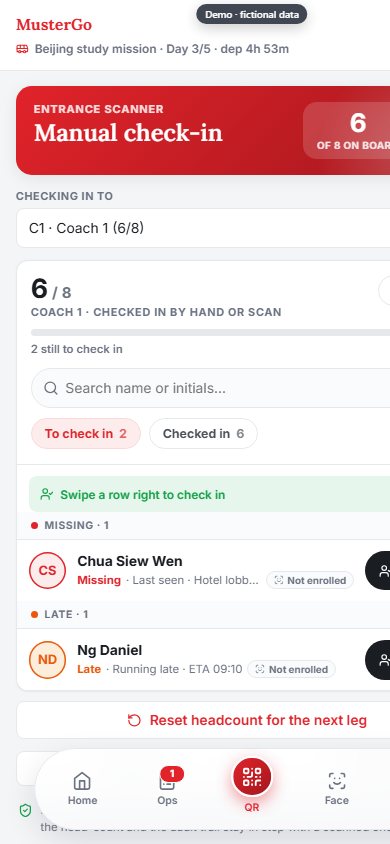 Demo · fictional data
MusterGo
Beijing study mission · Day 3/5 · dep 4h 53m
ENTRANCE SCANNER
Manual check-in
6
OF 8 ON BOAR
CHECKING IN TO
C1 · Coach 1 (6/8)
6 / 8
COACH 1 · CHECKED IN BY HAND OR SCAN
2 still to check in
Search name or initials...
To check in 2
Checked in 6
Swipe a row right to check in
MISSING · 1
CS
Chua Siew Wen
Missing · Last seen · Hotel lobb...
Not enrolled
LATE · 1
ND
Ng Daniel
Late · Running late · ETA 09:10
Not enrolled
Reset headcount for the next leg
1
Home
Ops
QR
Face